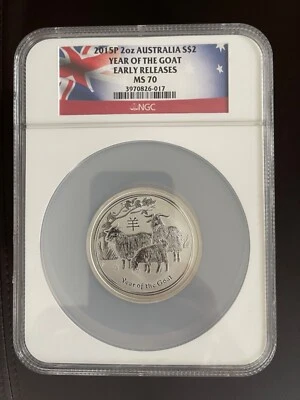 2015P 2oz AUSTRALIA S$2
YEAR OF THE GOAT
EARLY RELEASES
MS 70
3970826-017
NGC
羊
Year of the Goat